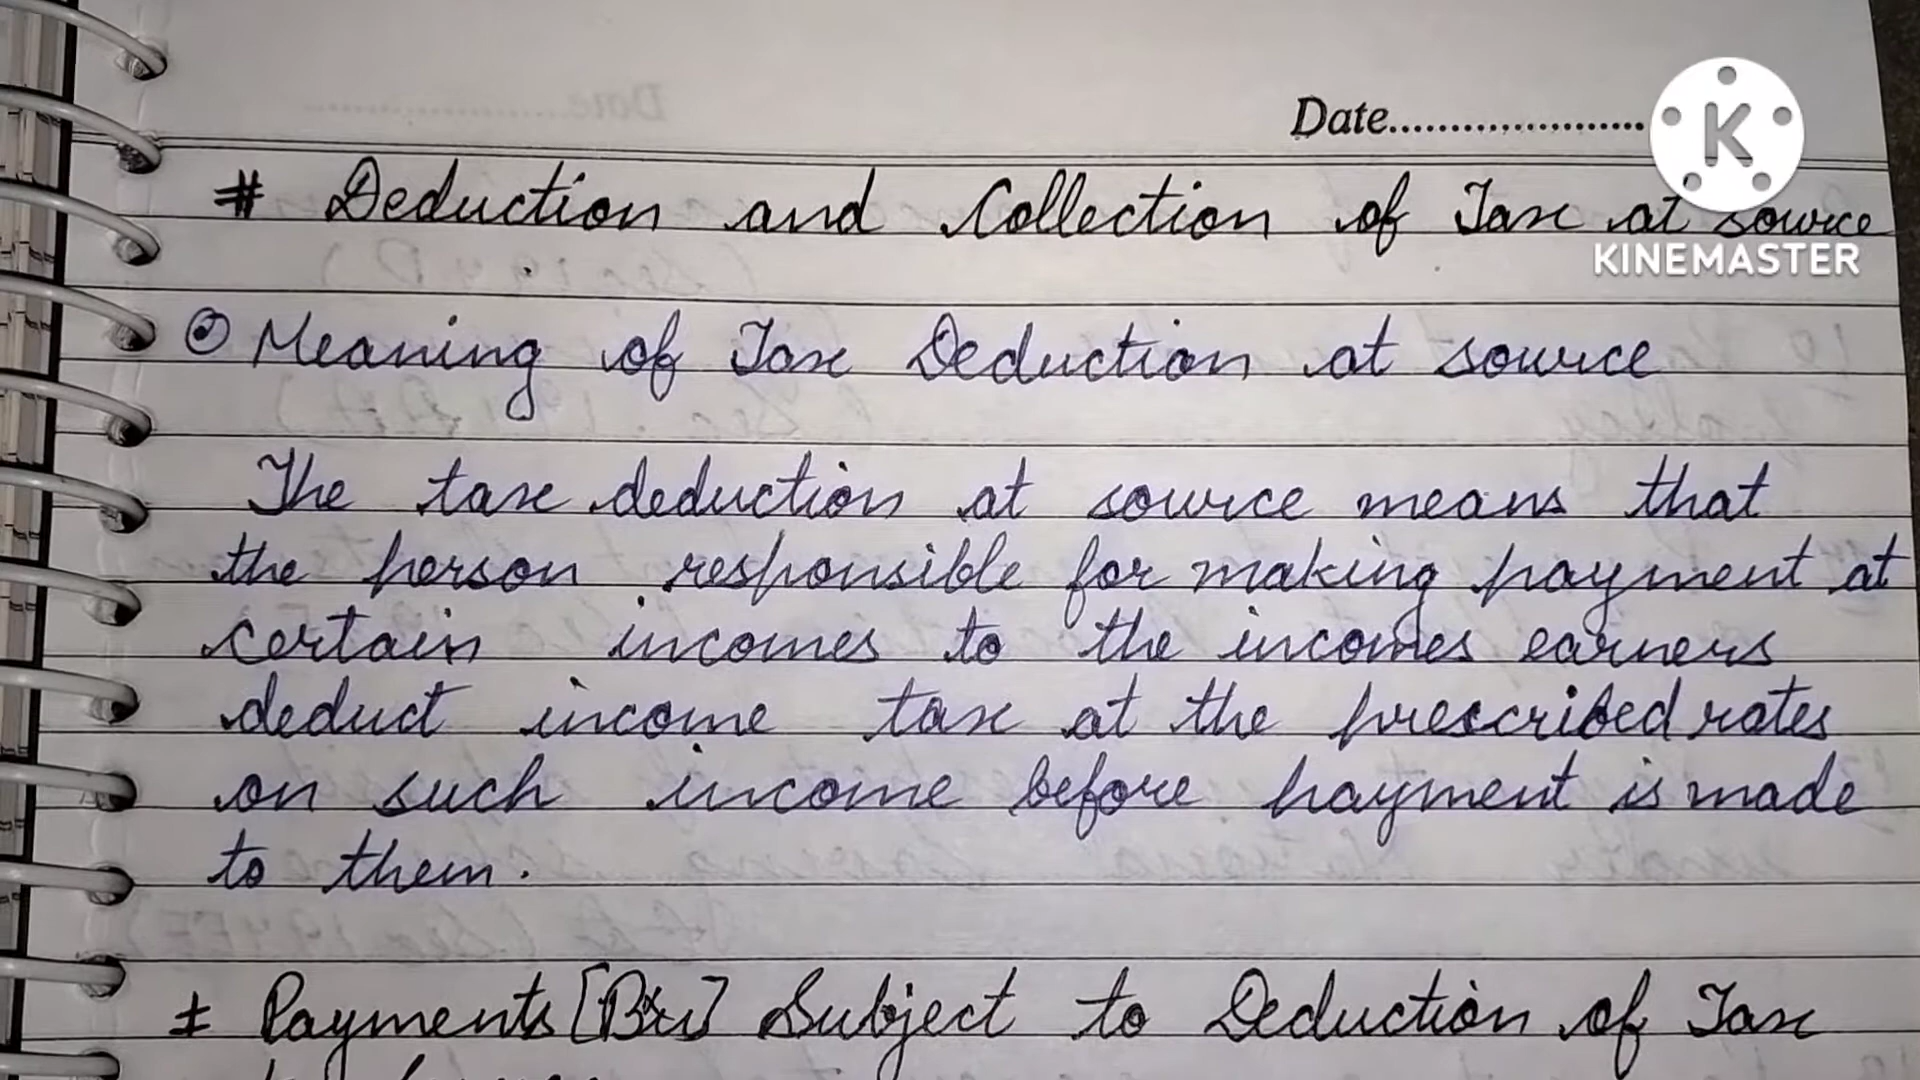 Date......................
# Deduction and Collection of Tax at source
Meaning of Tax Deduction at source
The tax deduction at source means that
the person responsible for making payment at
certain incomes to the incomes earners
deduct income tax at the prescribed rates
on such income before payment is made
to them.
Payments Subject to Deduction of Tax
K
KINEMASTER